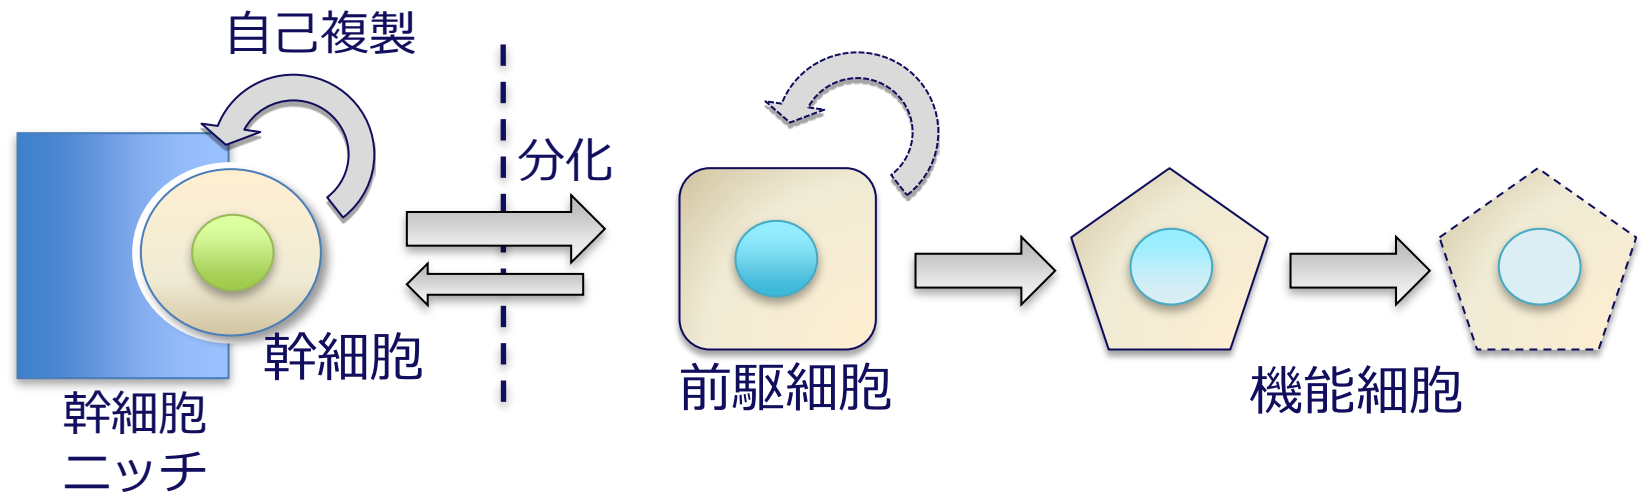 自己複製
分化
幹細胞
幹細胞
ニッチ
前駆細胞
機能細胞